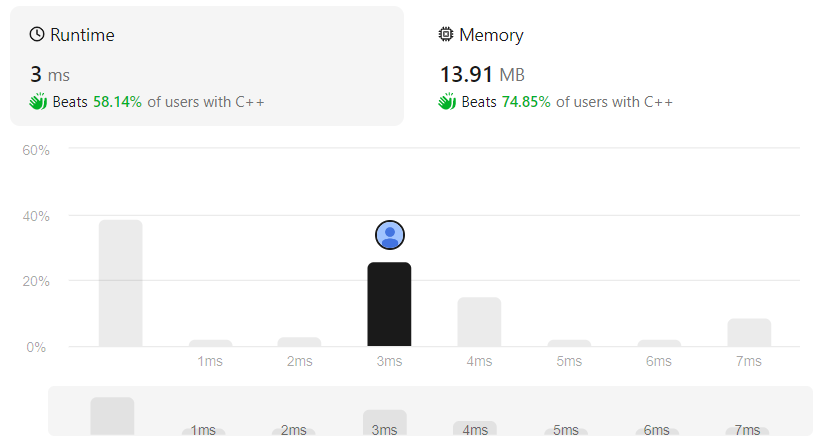 Runtime
3 ms
Beats 58.14% of users with C++
Memory
13.91 MB
Beats 74.85% of users with C++
60%
40%
20%
0%
1ms 2ms 3ms 4ms 5ms 6ms 7ms
1ms 2ms 3ms 4ms 5ms 6ms 7ms